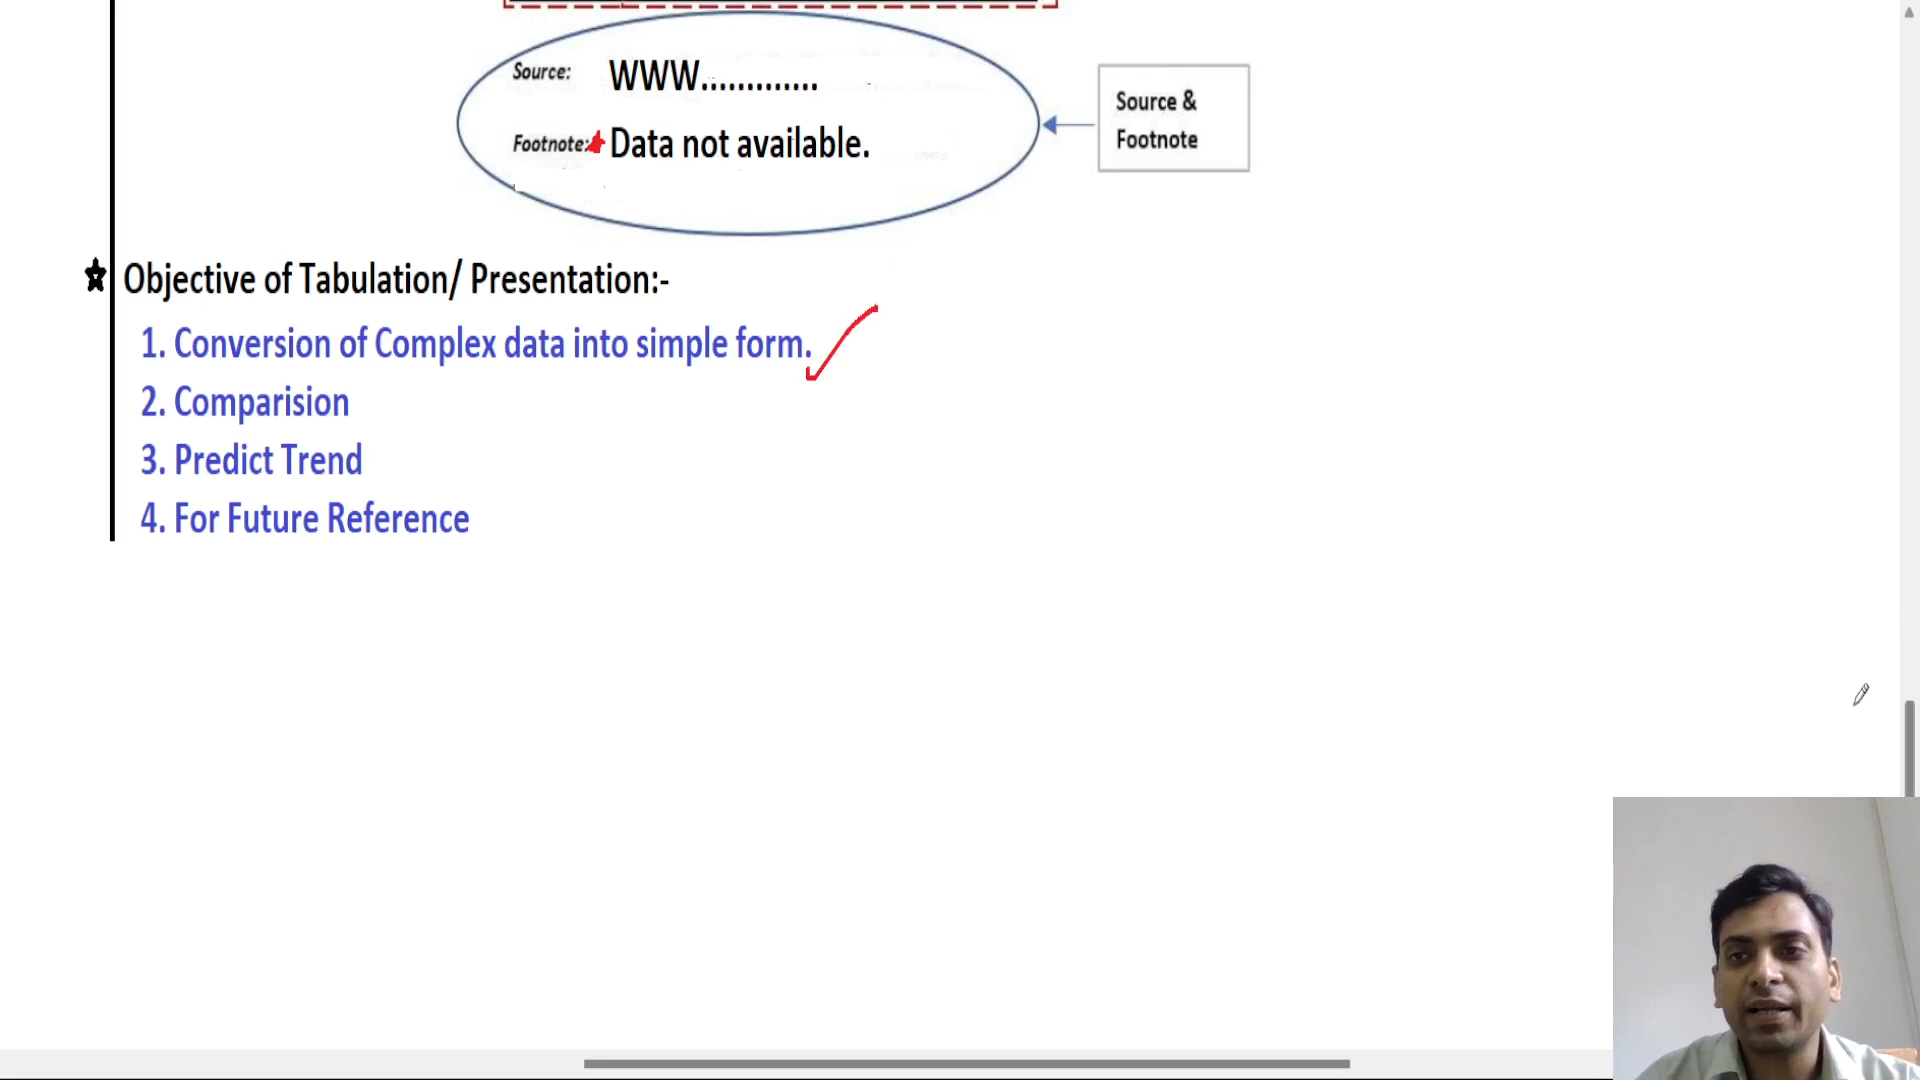 Source: WWW.............
Footnote: Data not available.
Source &
Footnote
Objective of Tabulation/ Presentation:-
1. Conversion of Complex data into simple form.
2. Comparision
3. Predict Trend
4. For Future Reference